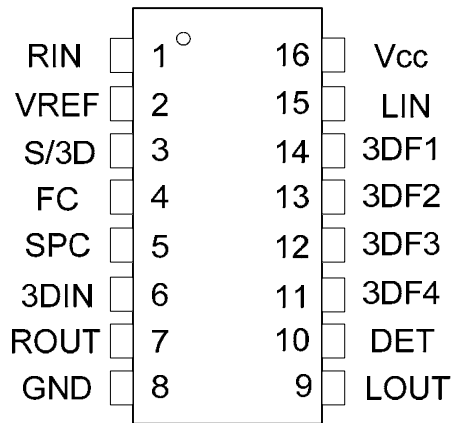 RIN 1 16 Vcc
VREF 2 15 LIN
S/3D 3 14 3DF1
FC 4 13 3DF2
SPC 5 12 3DF3
3DIN 6 11 3DF4
ROUT 7 10 DET
GND 8 9 LOUT